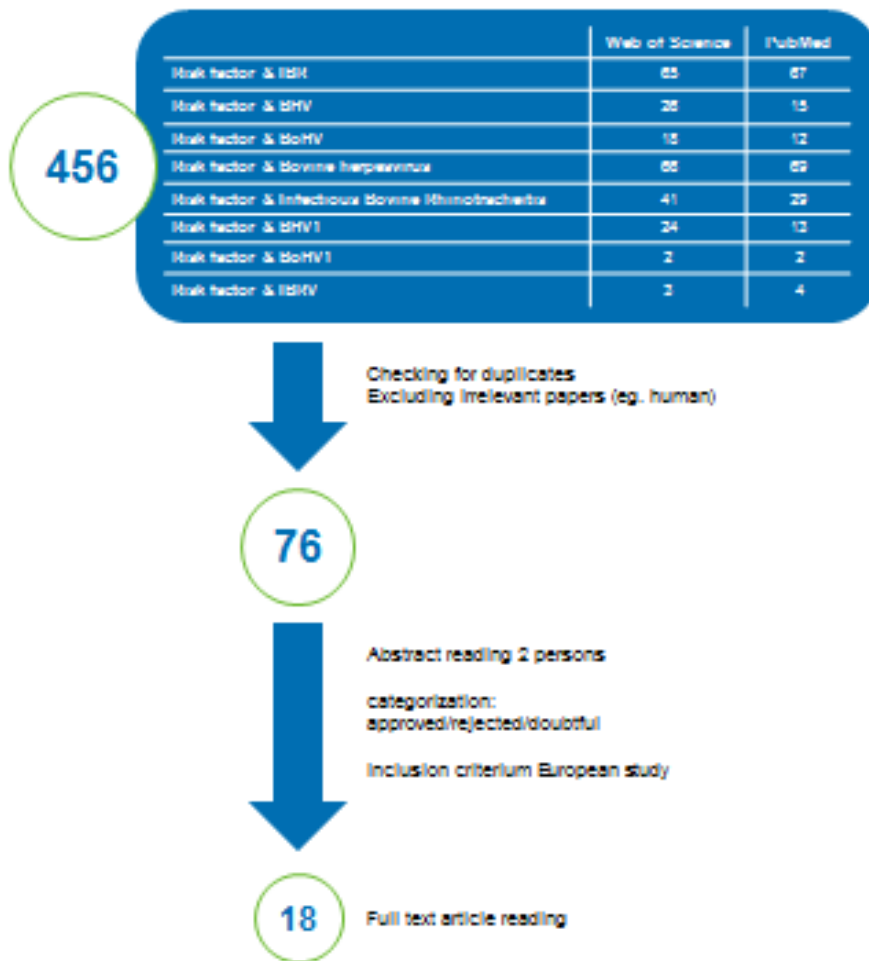 Web of Science PubMed
Risk factor & IBR 65 67
Risk factor & BHV 26 15
Risk factor & BoHV 18 12
456
Risk factor & Bovine herpesvirus 66 69
Risk factor & Infectious Bovine Rhinotracheitis 41 29
Risk factor & BHV1 24 13
Risk factor & BoHV1 2 2
Risk factor & IBRV 3 4
Checking for duplicates
Excluding irrelevant papers (eg. human)
76
Abstract reading 2 persons
categorization:
approved/rejected/doubtful
Inclusion criterium European study
18
Full text article reading